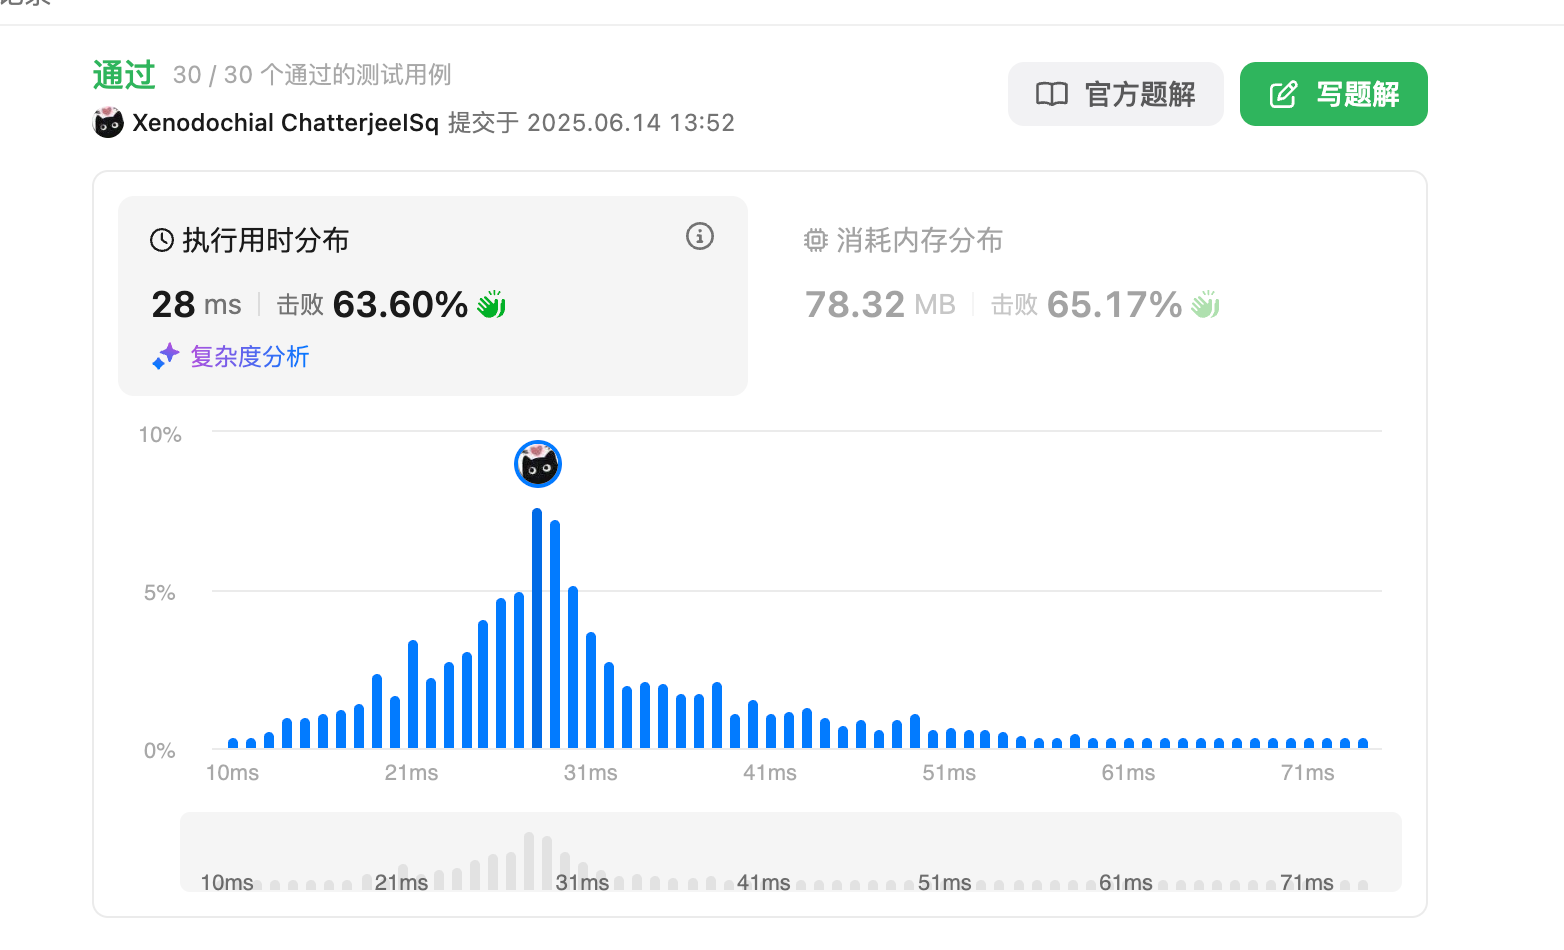 通过 30 / 30 个通过的测试用例
Xenodochial ChatterjeeISq 提交于 2025.06.14 13:52
官方题解
写题解
执行用时分布
28 ms 击败 63.60%
复杂度分析
消耗内存分布
78.32 MB 击败 65.17%
10%
5%
0%
10ms 21ms 31ms 41ms 51ms 61ms 71ms
10ms 21ms 31ms 41ms 51ms 61ms 71ms